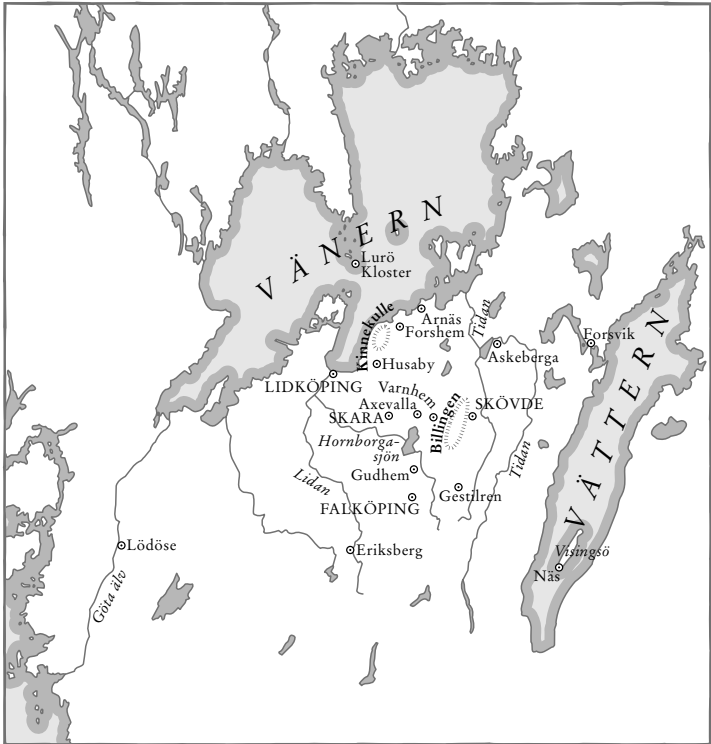 VÄNERN
Lurö
Kloster
Kinnekulle
Arnäs
Forshem
Tidan
Forsvik
Askeberga
Husaby
LIDKÖPING
Varnhem
Axevalla
SKARA
Billingen
SKÖVDE
Hornborga-
sjön
Tidan
Gudhem
Lidan
Gestilren
FALKÖPING
VÄTTERN
Lödöse
Eriksberg
Visingsö
Näs
Göta älv